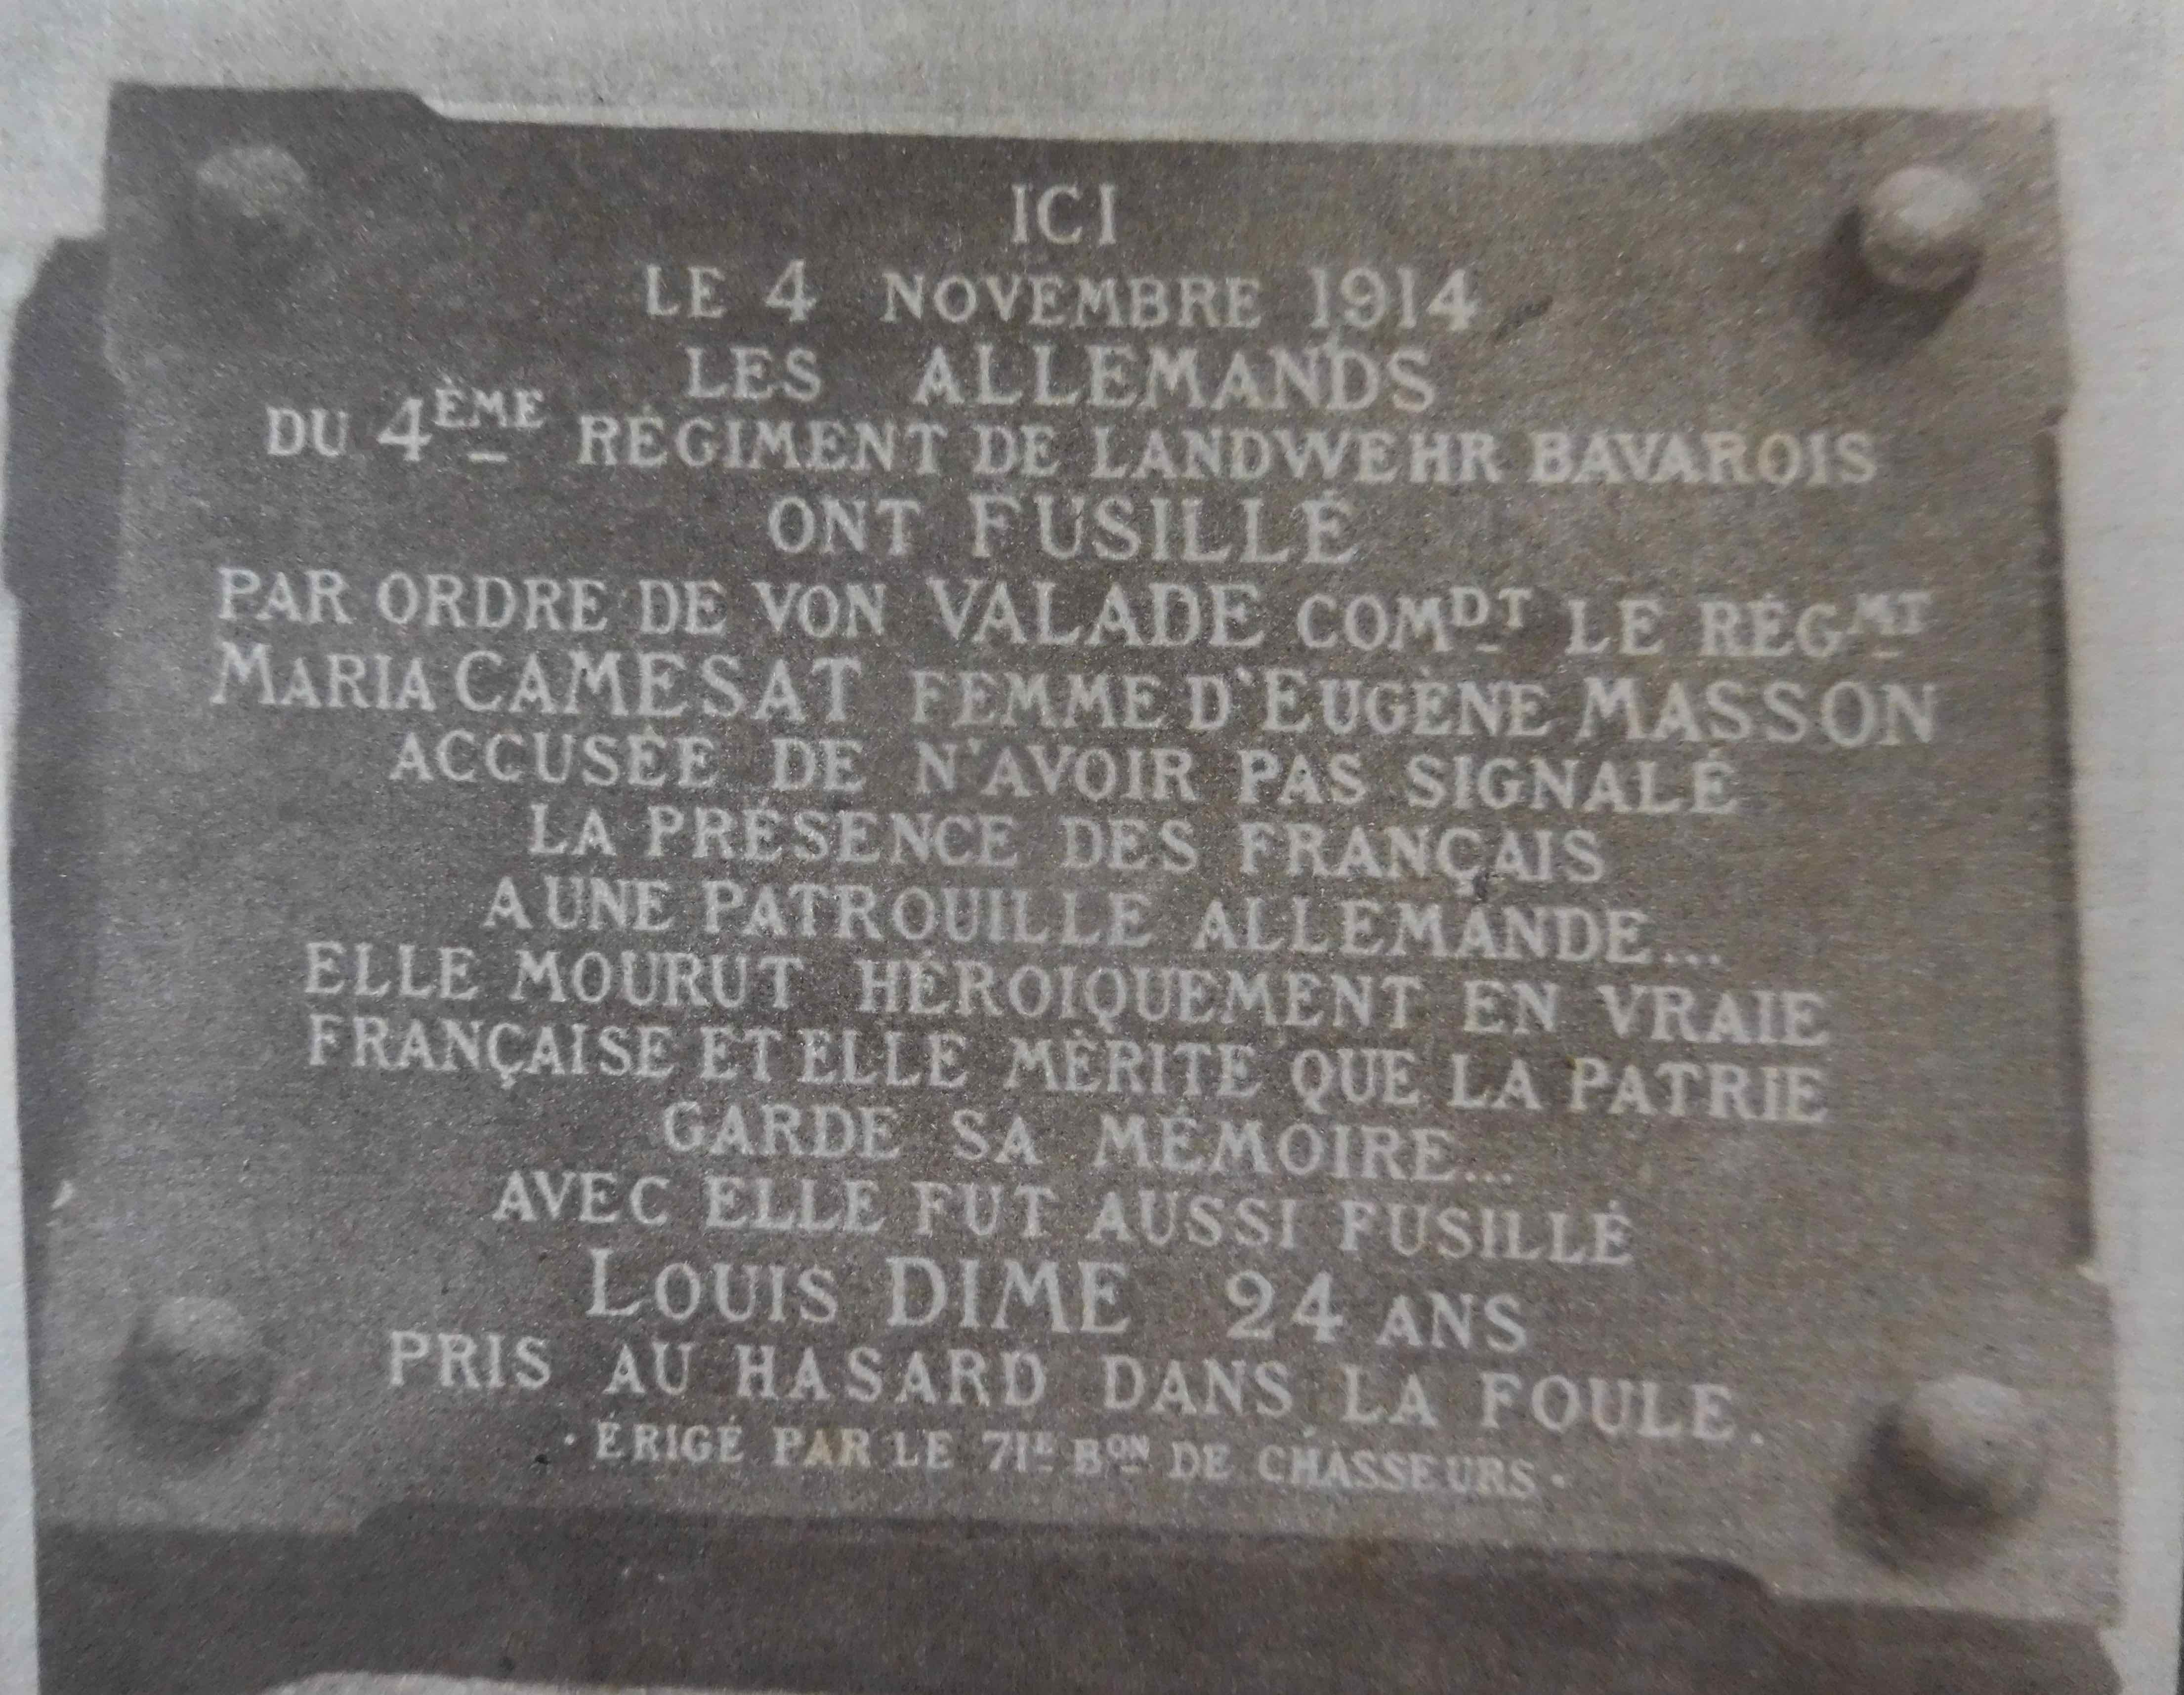 ICI
LE 4 NOVEMBRE 1914
LES ALLEMANDS
DU 4ÈME RÉGIMENT DE LANDWEHR BAVAROIS
ONT FUSILLÉ
PAR ORDRE DE VON VALADE COMDT LE RÉGMT
MARIA CAMESAT FEMME D'EUGÈNE MASSON
ACCUSÉE DE N'AVOIR PAS SIGNALÉ
LA PRÉSENCE DES FRANÇAIS
A UNE PATROUILLE ALLEMANDE...
ELLE MOURUT HÉROIQUEMENT EN VRAIE
FRANÇAISE ET ELLE MÉRITE QUE LA PATRIE
GARDE SA MÉMOIRE...
AVEC ELLE FUT AUSSI FUSILLÉ
LOUIS DIME 24 ANS
PRIS AU HASARD DANS LA FOULE.
· ÉRIGÉ PAR LE 71E BON DE CHASSEURS ·